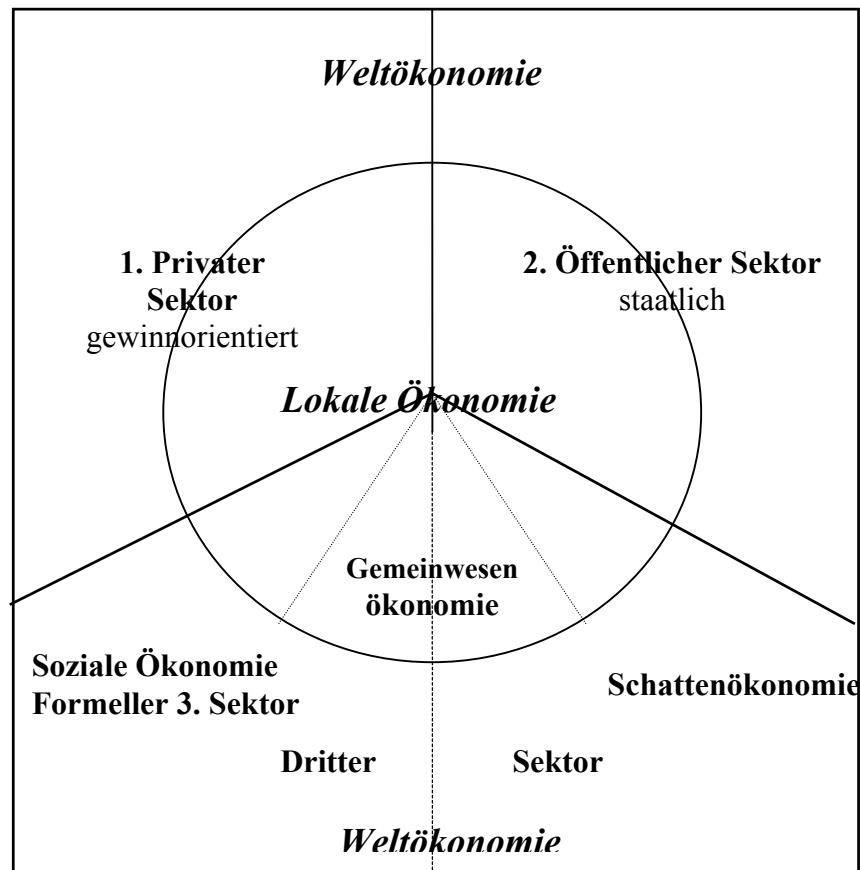 Weltökonomie
1. Privater
Sektor
gewinnorientiert
2. Öffentlicher Sektor
staatlich
Lokale Ökonomie
Gemeinwesen
ökonomie
Soziale Ökonomie
Formeller 3. Sektor
Schattenökonomie
Dritter Sektor
Weltökonomie